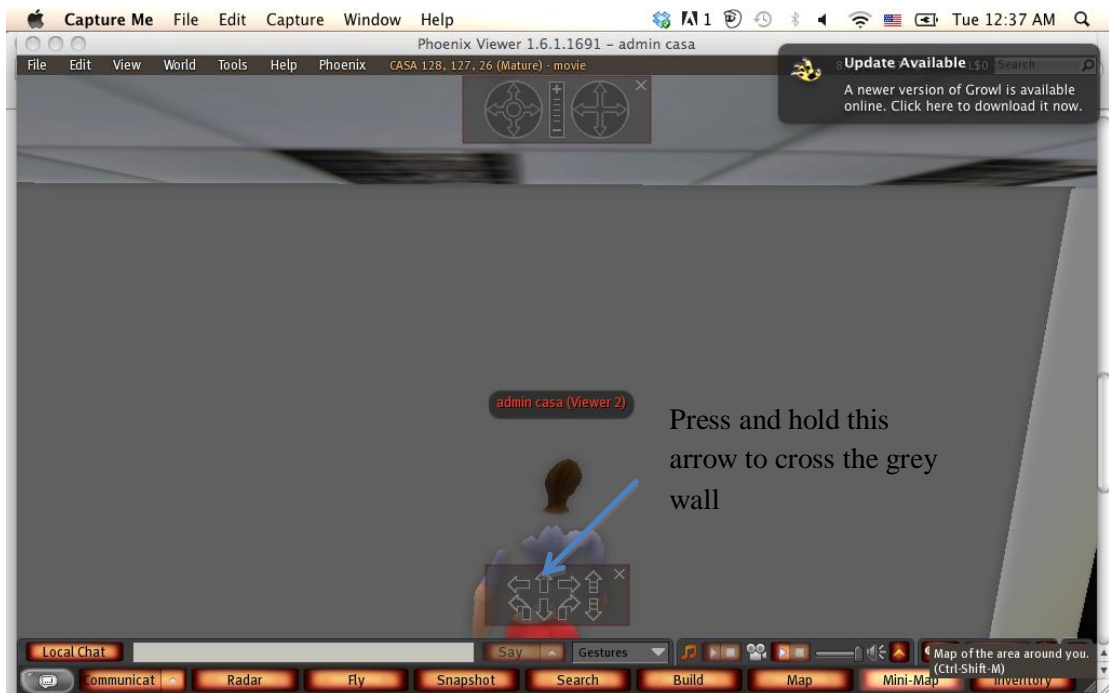 Capture Me File Edit Capture Window Help 1 Tue 12:37 AM
Phoenix Viewer 1.6.1.1691 – admin casa
File Edit View World Tools Help Phoenix CASA 128, 127, 26 (Mature) - movie L$0 Search
Update Available
A newer version of Growl is available
online. Click here to download it now.
admin casa (Viewer 2)
Press and hold this
arrow to cross the grey
wall
Local Chat Say Gestures
Map of the area around you.
(Ctrl-Shift-M)
Communicat Radar Fly Snapshot Search Build Map Mini-Map Inventory